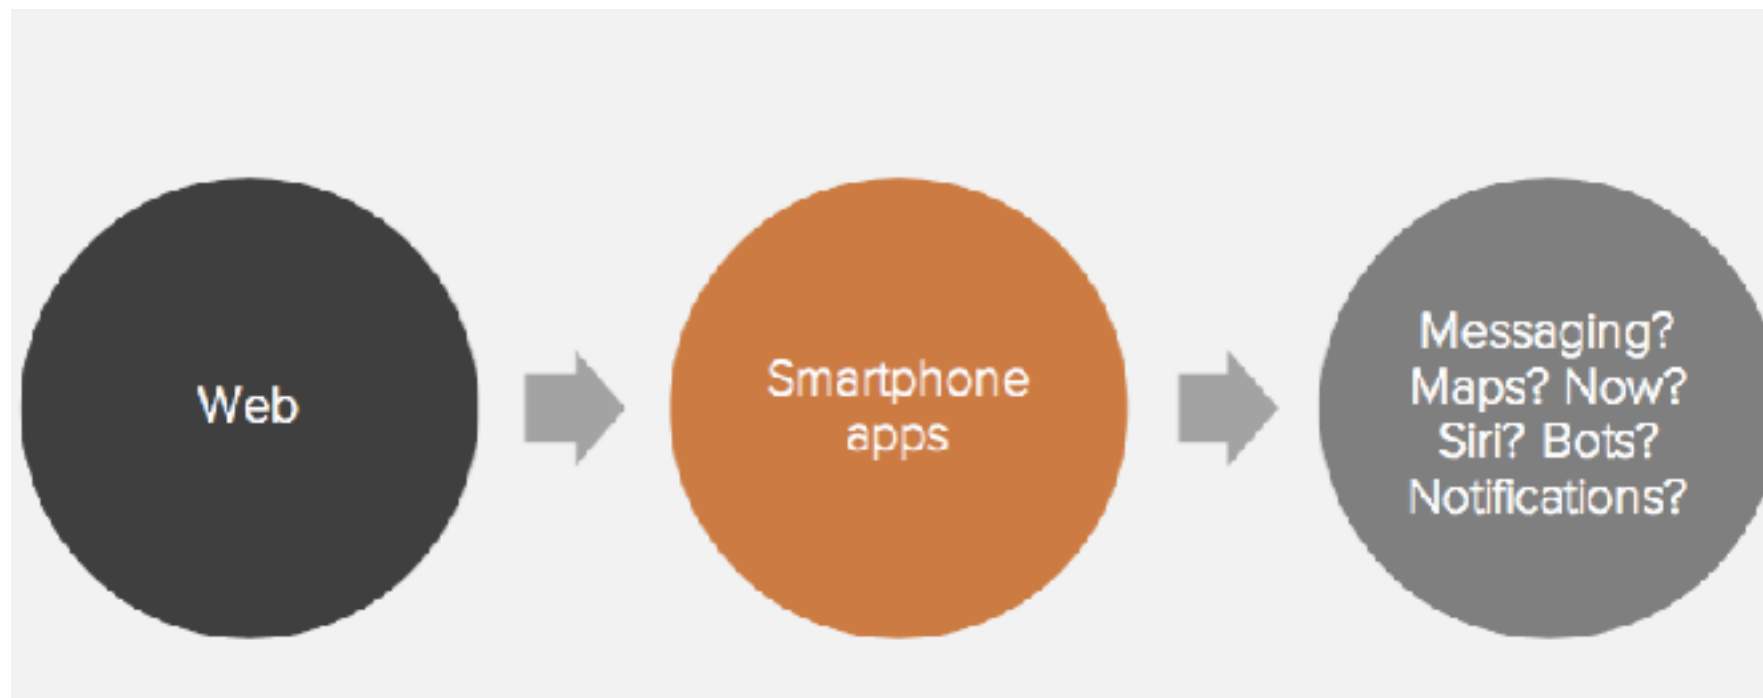 Web
Smartphone
apps
Messaging?
Maps? Now?
Siri? Bots?
Notifications?